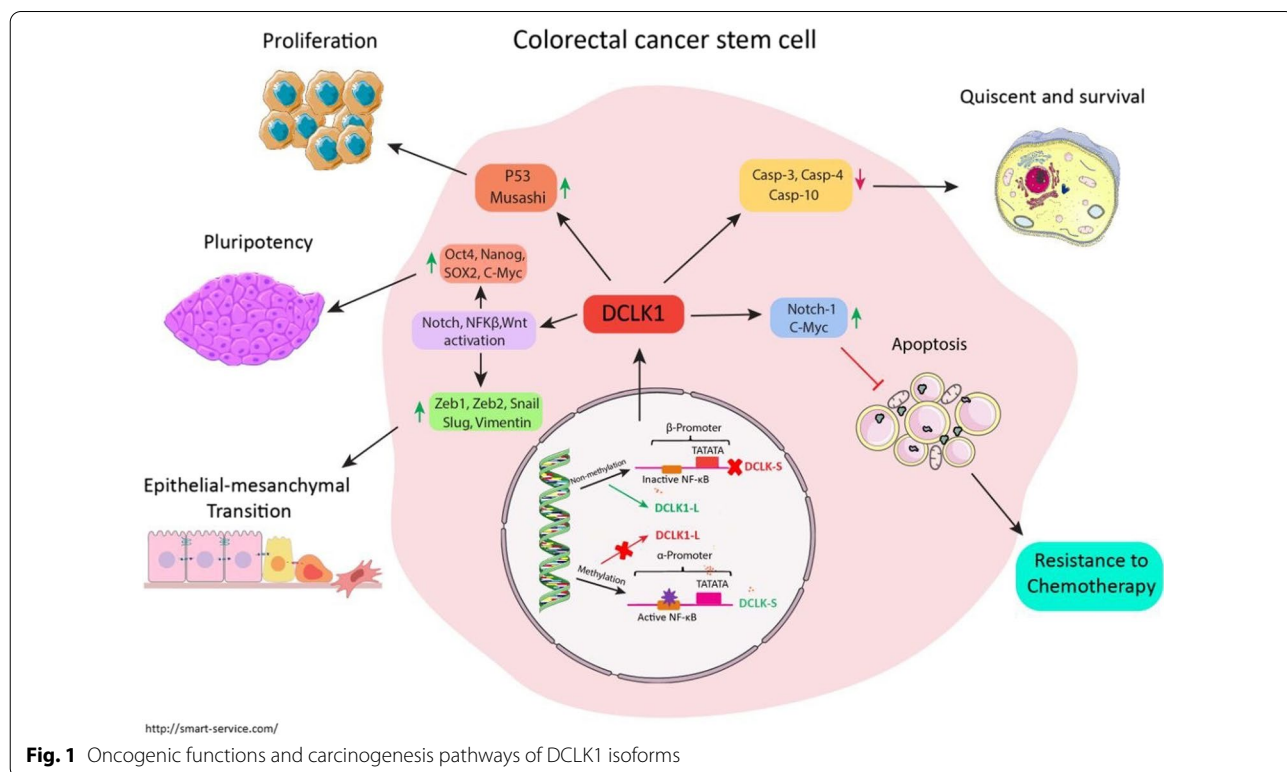 Colorectal cancer stem cell
Proliferation
P53
Musashi
Casp-3, Casp-4
Casp-10
Quiscent and survival
Pluripotency
Oct4, Nanog,
SOX2, C-Myc
Notch, NFKβ,Wnt
activation
DCLK1
Notch-1
C-Myc
Apoptosis
Zeb1, Zeb2, Snail
Slug, Vimentin
Epithelial-mesanchymal
Transition
β-Promoter
TATATA
Non-methylation
DCLK-S
Inactive NF-κB
DCLK1-L
DCLK1-L
α-Promoter
Methylation
TATATA
DCLK-S
Active NF-κB
Resistance to
Chemotherapy
http://smart-service.com/
Fig. 1 Oncogenic functions and carcinogenesis pathways of DCLK1 isoforms